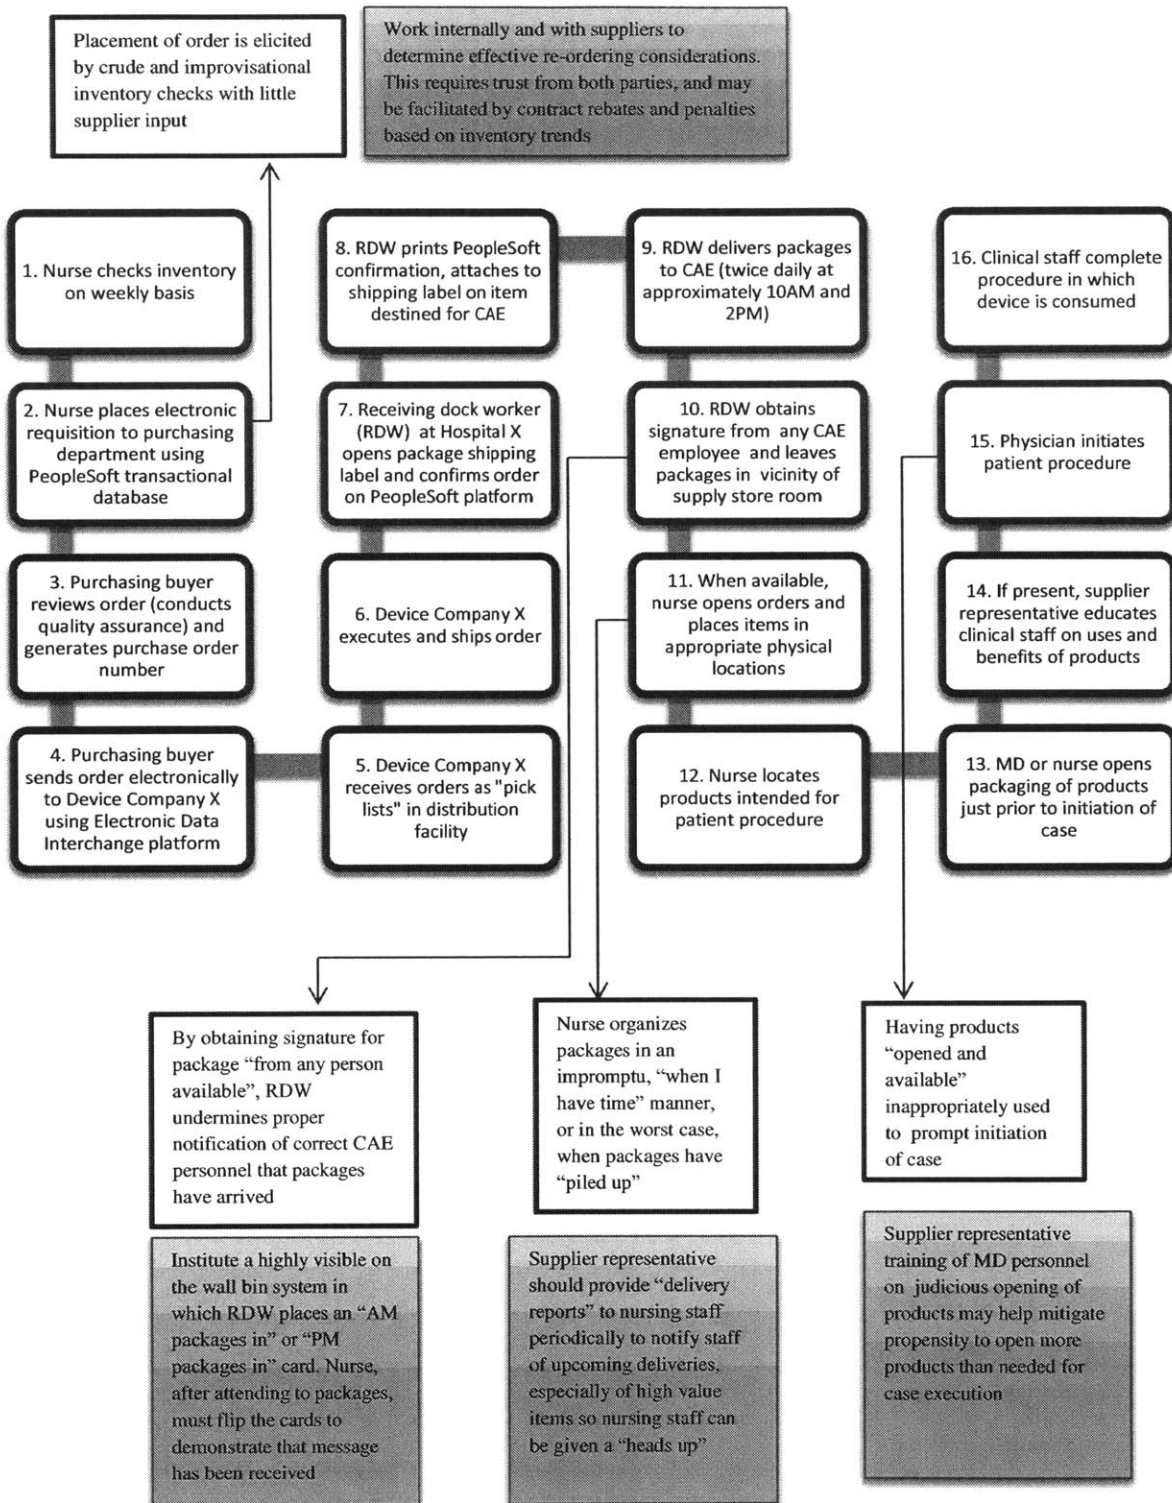 Placement of order is elicited
by crude and improvisational
inventory checks with little
supplier input
Work internally and with suppliers to
determine effective re-ordering considerations.
This requires trust from both parties, and may
be facilitated by contract rebates and penalties
based on inventory trends
1. Nurse checks inventory
on weekly basis
2. Nurse places electronic
requisition to purchasing
department using
PeopleSoft transactional
database
3. Purchasing buyer
reviews order (conducts
quality assurance) and
generates purchase order
number
4. Purchasing buyer
sends order electronically
to Device Company X
using Electronic Data
Interchange platform
5. Device Company X
receives orders as "pick
lists" in distribution
facility
6. Device Company X
executes and ships order
7. Receiving dock worker
(RDW) at Hospital X
opens package shipping
label and confirms order
on PeopleSoft platform
8. RDW prints PeopleSoft
confirmation, attaches to
shipping label on item
destined for CAE
9. RDW delivers packages
to CAE (twice daily at
approximately 10AM and
2PM)
10. RDW obtains
signature from any CAE
employee and leaves
packages in vicinity of
supply store room
11. When available,
nurse opens orders and
places items in
appropriate physical
locations
12. Nurse locates
products intended for
patient procedure
13. MD or nurse opens
packaging of products
just prior to initiation of
case
14. If present, supplier
representative educates
clinical staff on uses and
benefits of products
15. Physician initiates
patient procedure
16. Clinical staff complete
procedure in which
device is consumed
By obtaining signature for
package “from any person
available”, RDW
undermines proper
notification of correct CAE
personnel that packages
have arrived
Institute a highly visible on
the wall bin system in
which RDW places an “AM
packages in” or “PM
packages in” card. Nurse,
after attending to packages,
must flip the cards to
demonstrate that message
has been received
Nurse organizes
packages in an
impromptu, “when I
have time” manner,
or in the worst case,
when packages have
“piled up”
Supplier representative
should provide “delivery
reports” to nursing staff
periodically to notify staff
of upcoming deliveries,
especially of high value
items so nursing staff can
be given a “heads up”
Having products
“opened and
available”
inappropriately used
to prompt initiation
of case
Supplier representative
training of MD personnel
on judicious opening of
products may help mitigate
propensity to open more
products than needed for
case execution